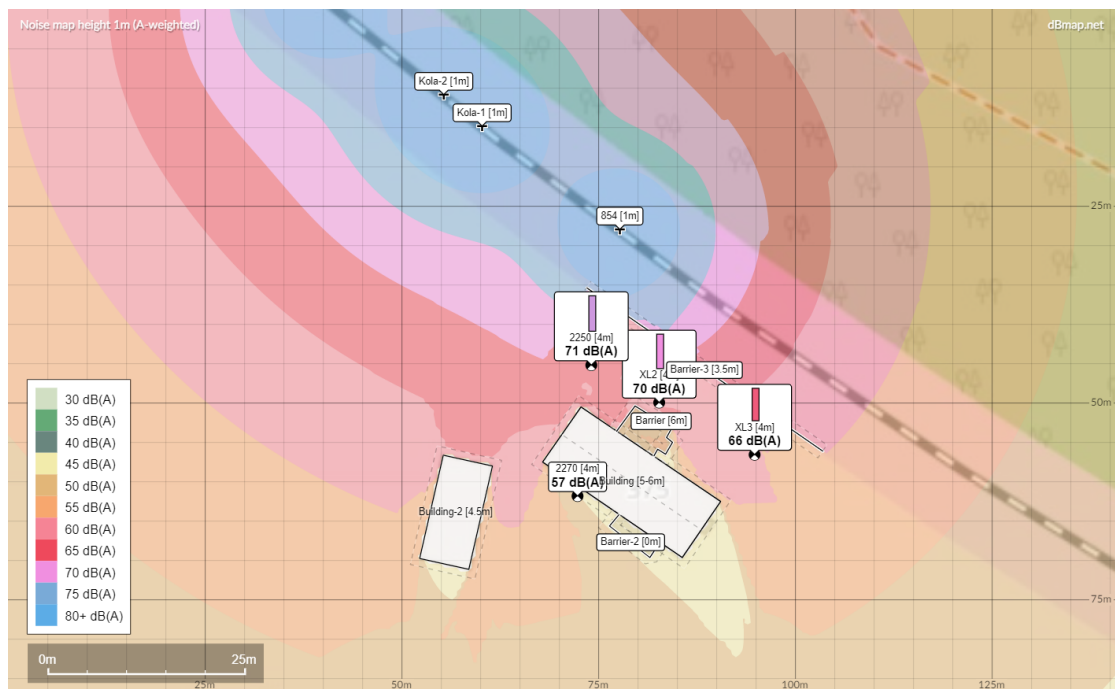 Noise map height 1m (A-weighted)
dBmap.net
Kola-2 [1m]
Kola-1 [1m]
854 [1m]
25m
2250 [4m]
71 dB(A)
XL2 [4
70 dB(A)
Barrier-3 [3.5m]
XL3 [4m]
66 dB(A)
50m
Barrier [6m]
2270 [4m]
57 dB(A)
Building [5-6m]
Building-2 [4.5m]
Barrier-2 [0m]
75m
30 dB(A)
35 dB(A)
40 dB(A)
45 dB(A)
50 dB(A)
55 dB(A)
60 dB(A)
65 dB(A)
70 dB(A)
75 dB(A)
80+ dB(A)
0m
25m
25m
50m
75m
100m
125m